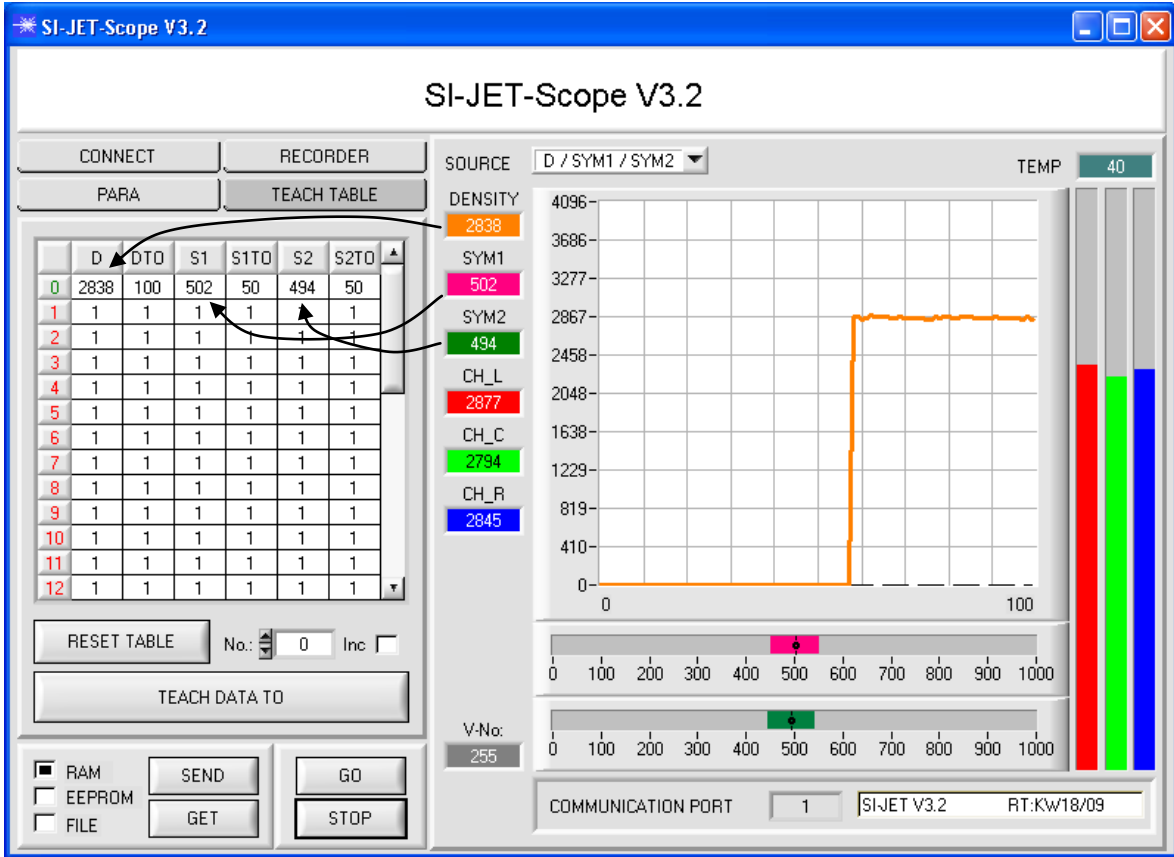 SI-JET-Scope V3.2
SI-JET-Scope V3.2
CONNECT RECORDER
PARA TEACH TABLE
D DTO S1 S1TO S2 S2TO
0 2838 100 502 50 494 50
1 1 1 1 1 1 1
2 1 1 1 1 1 1
3 1 1 1 1 1 1
4 1 1 1 1 1 1
5 1 1 1 1 1 1
6 1 1 1 1 1 1
7 1 1 1 1 1 1
8 1 1 1 1 1 1
9 1 1 1 1 1 1
10 1 1 1 1 1 1
11 1 1 1 1 1 1
12 1 1 1 1 1 1
RESET TABLE No.: 0 Inc
TEACH DATA TO
RAM
EEPROM
FILE
SEND
GET
GO
STOP
SOURCE D / SYM1 / SYM2
TEMP 40
DENSITY
2838
SYM1
502
SYM2
494
CH_L
2877
CH_C
2794
CH_R
2845
V-No:
255
4096
3686
3277
2867
2458
2048
1638
1229
819
410
0
0 100
0 100 200 300 400 500 600 700 800 900 1000
0 100 200 300 400 500 600 700 800 900 1000
COMMUNICATION PORT 1 SI-JET V3.2 RT:KW18/09